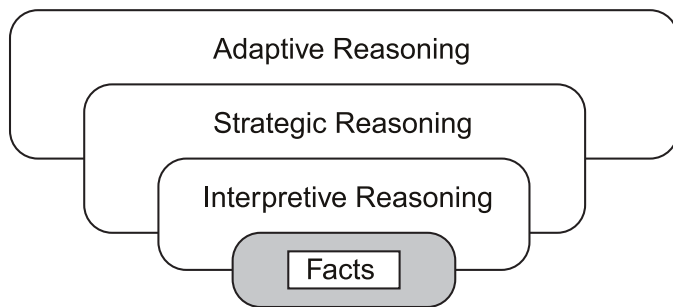 Adaptive Reasoning
Strategic Reasoning
Interpretive Reasoning
Facts